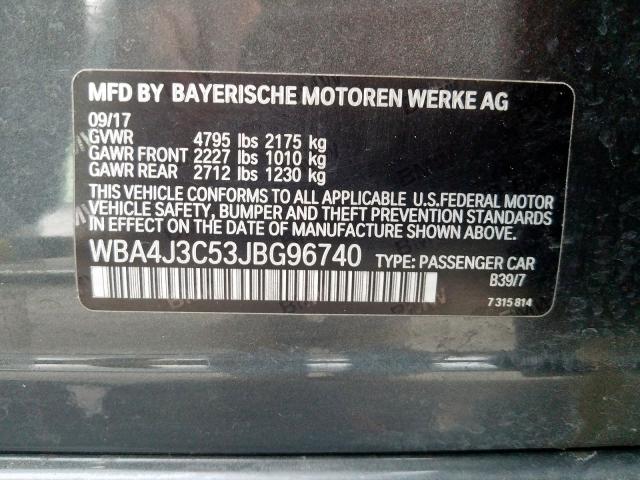 MFD BY BAYERISCHE MOTOREN WERKE AG
09/17
GVWR 4795 lbs 2175 kg
GAWR FRONT 2227 lbs 1010 kg
GAWR REAR 2712 lbs 1230 kg
THIS VEHICLE CONFORMS TO ALL APPLICABLE U.S.FEDERAL MOTOR
VEHICLE SAFETY, BUMPER AND THEFT PREVENTION STANDARDS
IN EFFECT ON THE DATE OF MANUFACTURE SHOWN ABOVE.
WBA4J3C53JBG96740 TYPE: PASSENGER CAR
B39/7
7 315 814